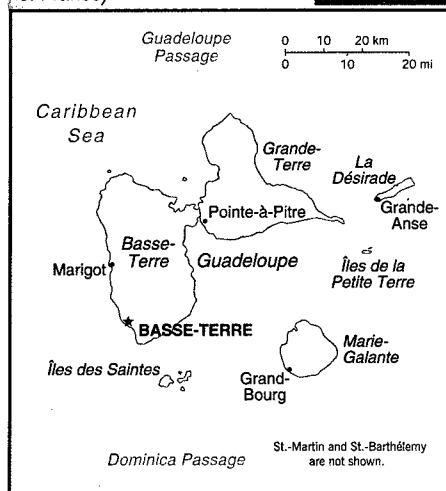 Guadeloupe
Passage
0 10 20 km
0 10 20 mi
Caribbean
Sea
Grande-
Terre
La
Désirade
Pointe-à-Pitre
Grande-
Anse
Basse-
Terre
Marigot
Guadeloupe
Îles de la
Petite Terre
BASSE-TERRE
Marie-
Galante
Îles des Saintes
Grand-
Bourg
St.-Martin and St.-Barthélemy
are not shown.
Dominica Passage